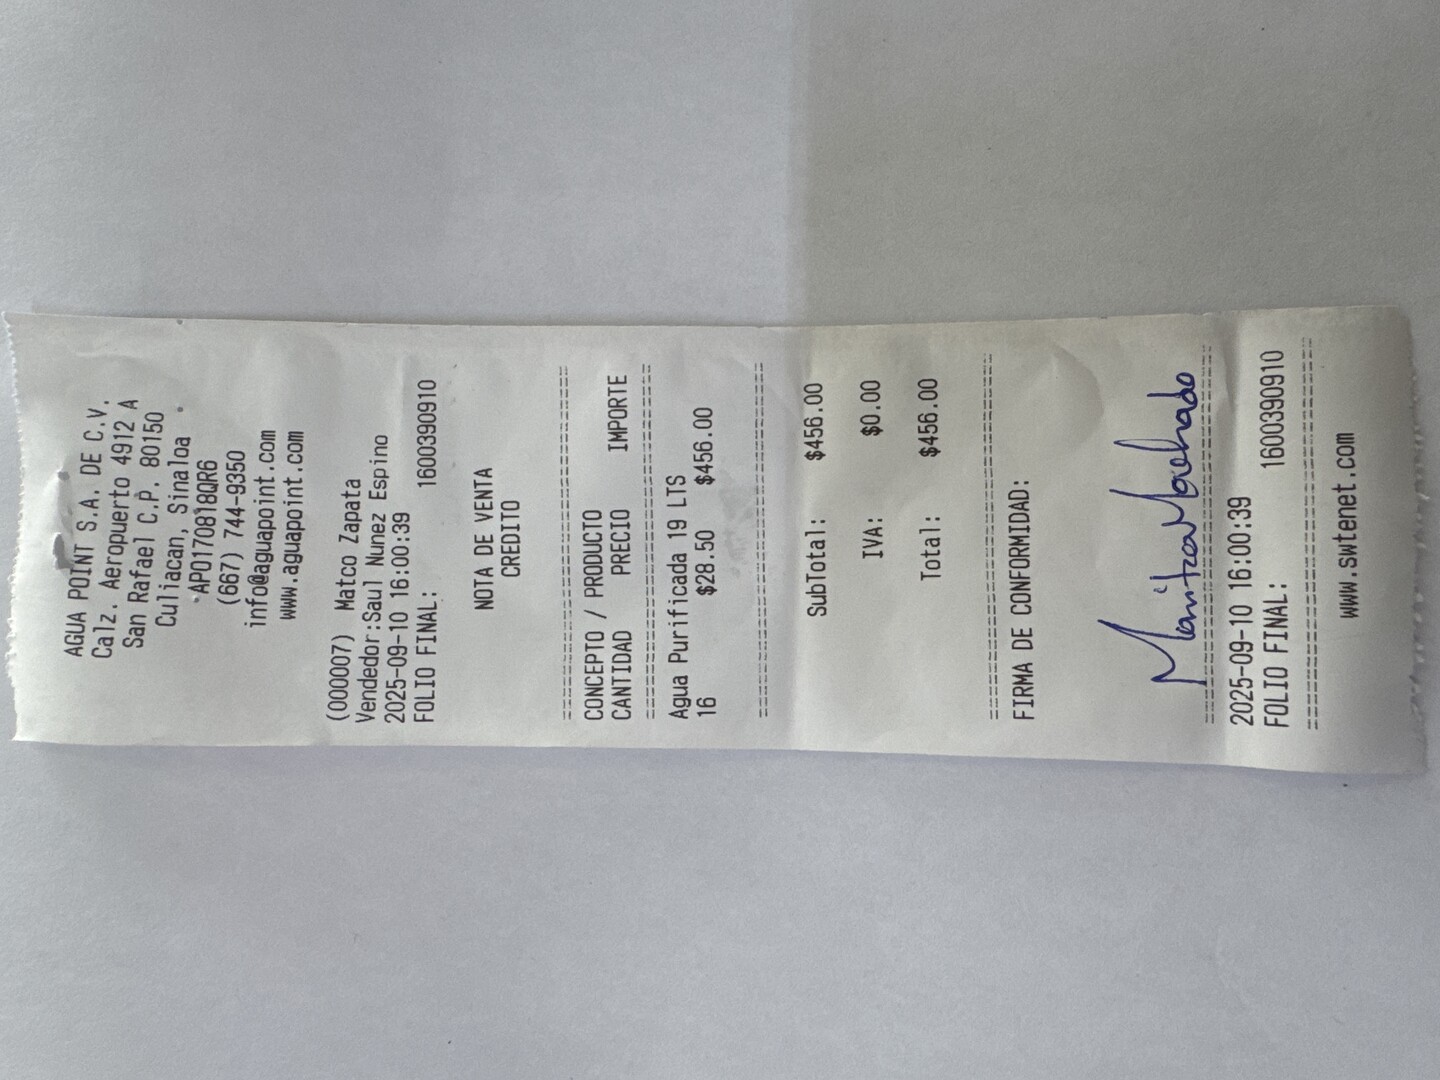 AGUA POINT S.A. DE C.V.
Calz. Aeropuerto 4912 A
San Rafael C.P. 80150
Culiacan, Sinaloa
APO170818QR6
(667) 744-9350
info@aguapoint.com
www.aguapoint.com
(000007) Matco Zapata
Vendedor:Saul Nunez Espino
2025-09-10 16:00:39
FOLIO FINAL: 1600390910
NOTA DE VENTA
CREDITO
CONCEPTO / PRODUCTO
CANTIDAD PRECIO IMPORTE
Agua Purificada 19 LTS
16 $28.50 $456.00
SubTotal: $456.00
IVA: $0.00
Total: $456.00
FIRMA DE CONFORMIDAD:
2025-09-10 16:00:39
FOLIO FINAL: 1600390910
www.swtenet.com